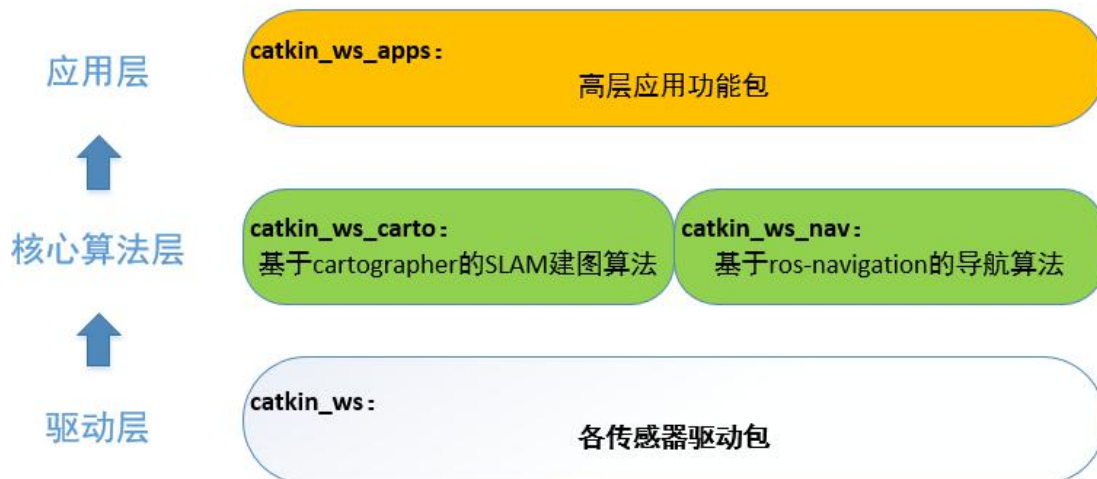 应用层
catkin_ws_apps：
高层应用功能包
核心算法层
catkin_ws_carto：
基于cartographer的SLAM建图算法
catkin_ws_nav：
基于ros-navigation的导航算法
驱动层
catkin_ws：
各传感器驱动包